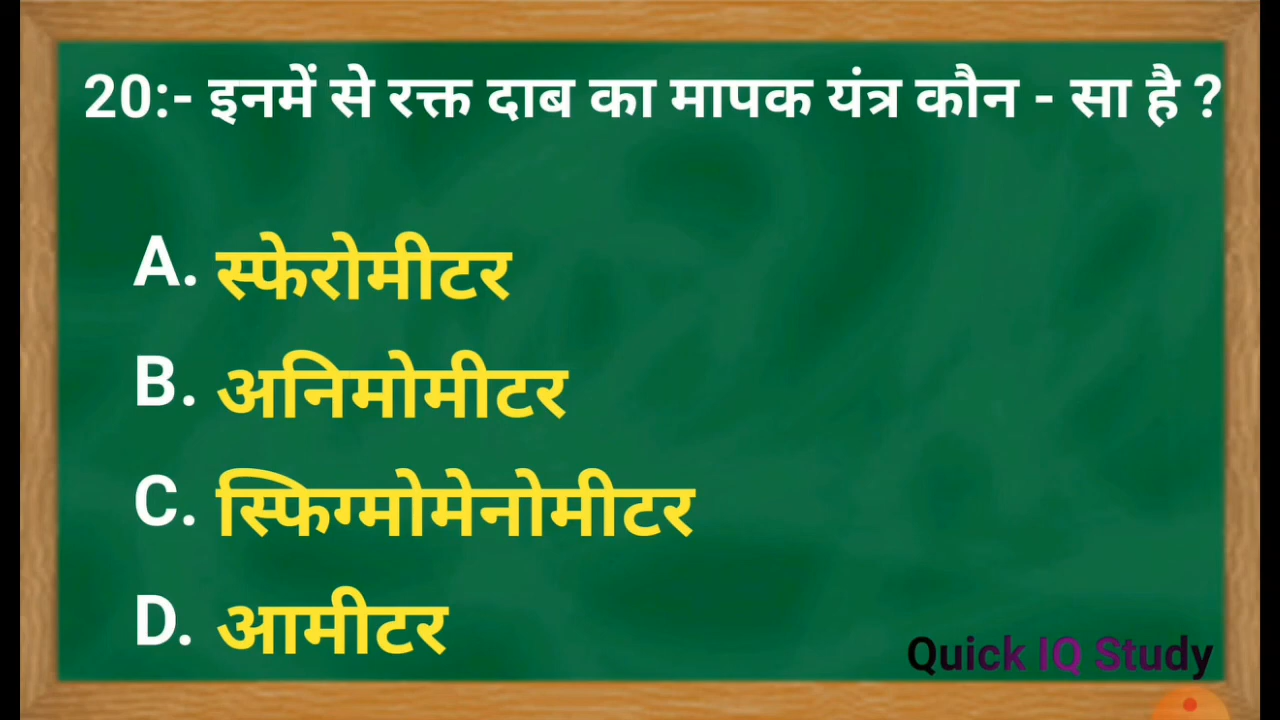 20:- इनमें से रक्त दाब का मापक यंत्र कौन - सा है ?
A. स्फेरोमीटर
B. अनिमोमीटर
C. स्फिग्मोमेनोमीटर
D. आमीटर
Quick IQ Study